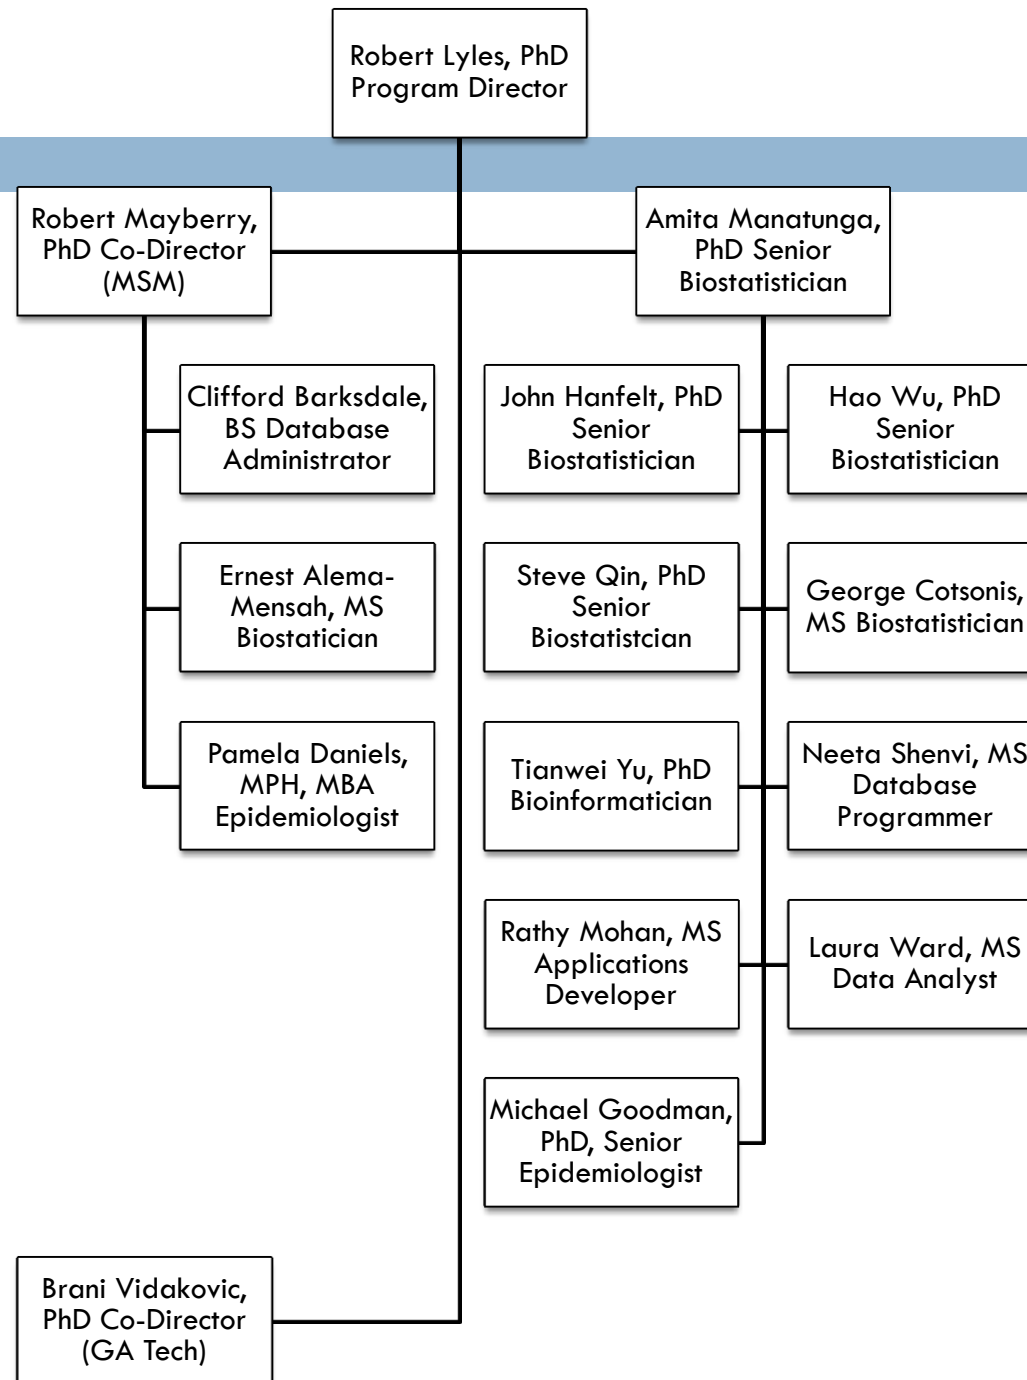 Robert Lyles, PhD
Program Director
Robert Mayberry,
PhD Co-Director
(MSM)
Amita Manatunga,
PhD Senior
Biostatistician
Clifford Barksdale,
BS Database
Administrator
John Hanfelt, PhD
Senior
Biostatistician
Hao Wu, PhD
Senior
Biostatistician
Ernest Alema-
Mensah, MS
Biostatician
Steve Qin, PhD
Senior
Biostatistcian
George Cotsonis,
MS Biostatistician
Pamela Daniels,
MPH, MBA
Epidemiologist
Tianwei Yu, PhD
Bioinformatician
Neeta Shenvi, MS
Database
Programmer
Rathy Mohan, MS
Applications
Developer
Laura Ward, MS
Data Analyst
Michael Goodman,
PhD, Senior
Epidemiologist
Brani Vidakovic,
PhD Co-Director
(GA Tech)